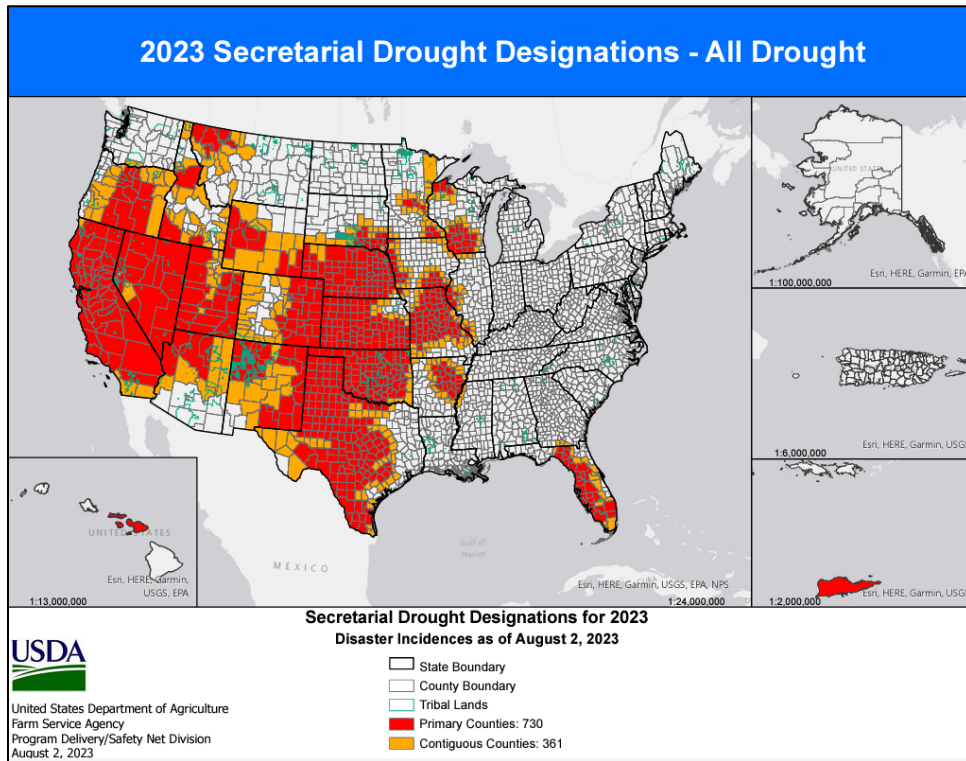 2023 Secretarial Drought Designations - All Drought
UNITED STATES
Esri, HERE, Garmin, EPA
1:100,000,000
Esri, HERE, Garmin, USGS
1:6,000,000
UNITED STATES
Esri, HERE, Garmin,
USGS, EPA
1:13,000,000
MÉXICO
Gulf of
Mexico
Esri, HERE, Garmin, USGS, EPA, NPS
1:24,000,000
Esri, HERE, Garmin, USGS
1:2,000,000
Secretarial Drought Designations for 2023
Disaster Incidences as of August 2, 2023
USDA
United States Department of Agriculture
Farm Service Agency
Program Delivery/Safety Net Division
August 2, 2023
State Boundary
County Boundary
Tribal Lands
Primary Counties: 730
Contiguous Counties: 361